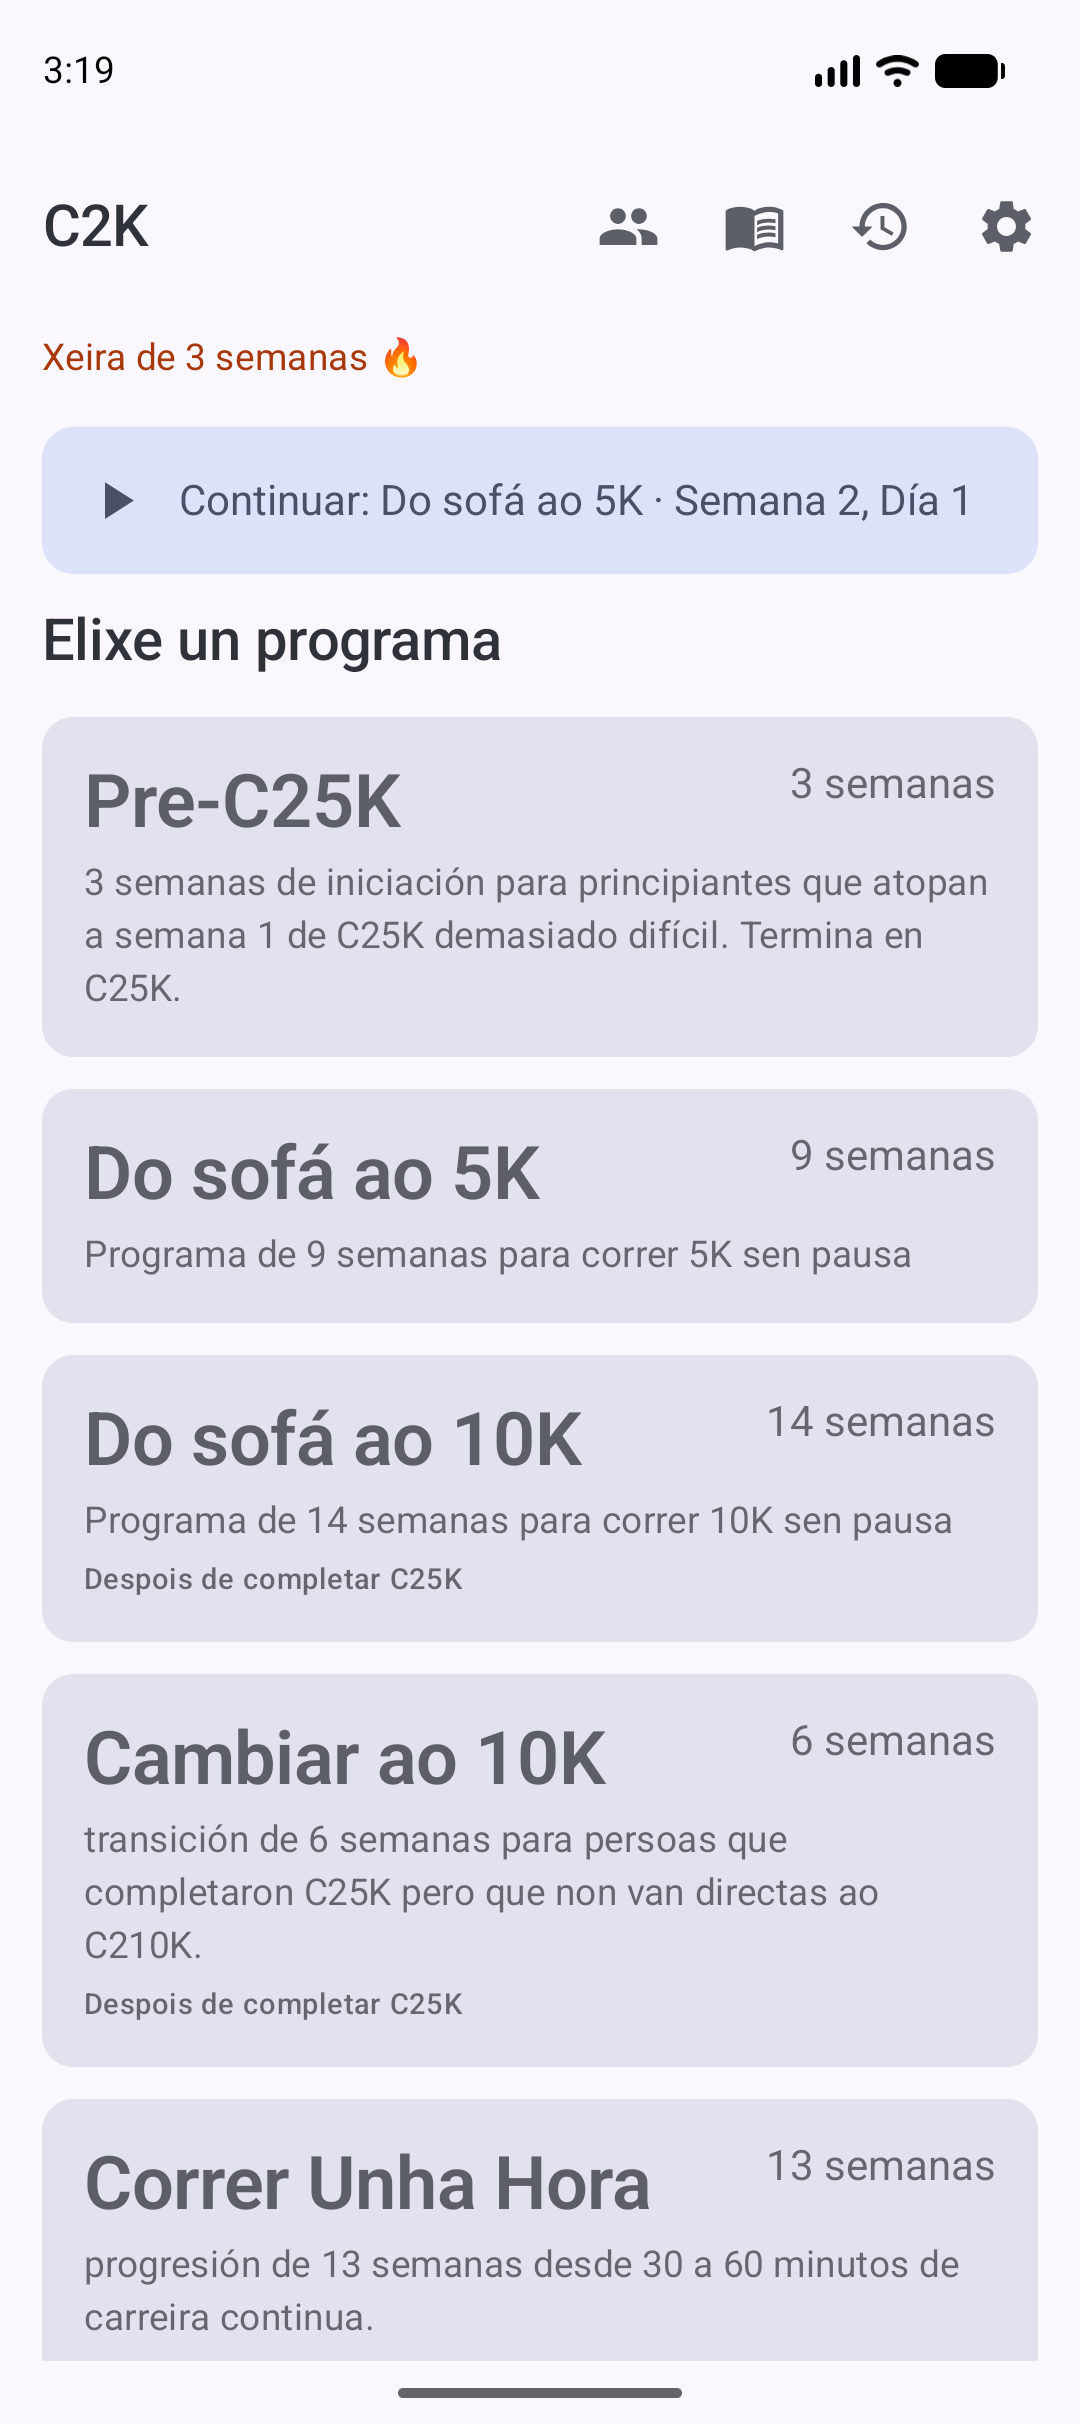 3:19
C2K
Xeira de 3 semanas 🔥
Continuar: Do sofá ao 5K · Semana 2, Día 1
Elixe un programa
Pre-C25K
3 semanas
3 semanas de iniciación para principiantes que atopan
a semana 1 de C25K demasiado difícil. Termina en
C25K.
Do sofá ao 5K
9 semanas
Programa de 9 semanas para correr 5K sen pausa
Do sofá ao 10K
14 semanas
Programa de 14 semanas para correr 10K sen pausa
Despois de completar C25K
Cambiar ao 10K
6 semanas
transición de 6 semanas para persoas que
completaron C25K pero que non van directas ao
C210K.
Despois de completar C25K
Correr Unha Hora
13 semanas
progresión de 13 semanas desde 30 a 60 minutos de
carreira continua.